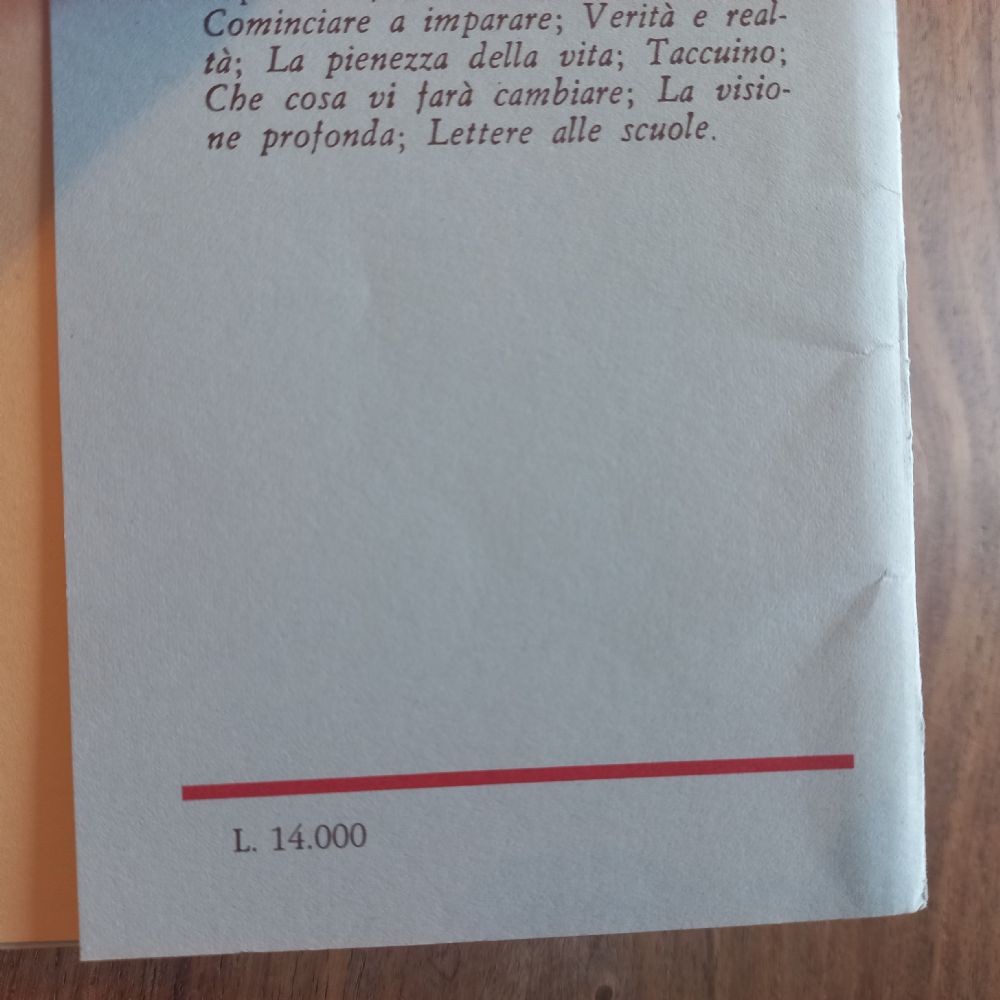 Cominciare a imparare; Verità e real-
tà; La pienezza della vita; Taccuino;
Che cosa vi farà cambiare; La visio-
ne profonda; Lettere alle scuole.
L. 14.000